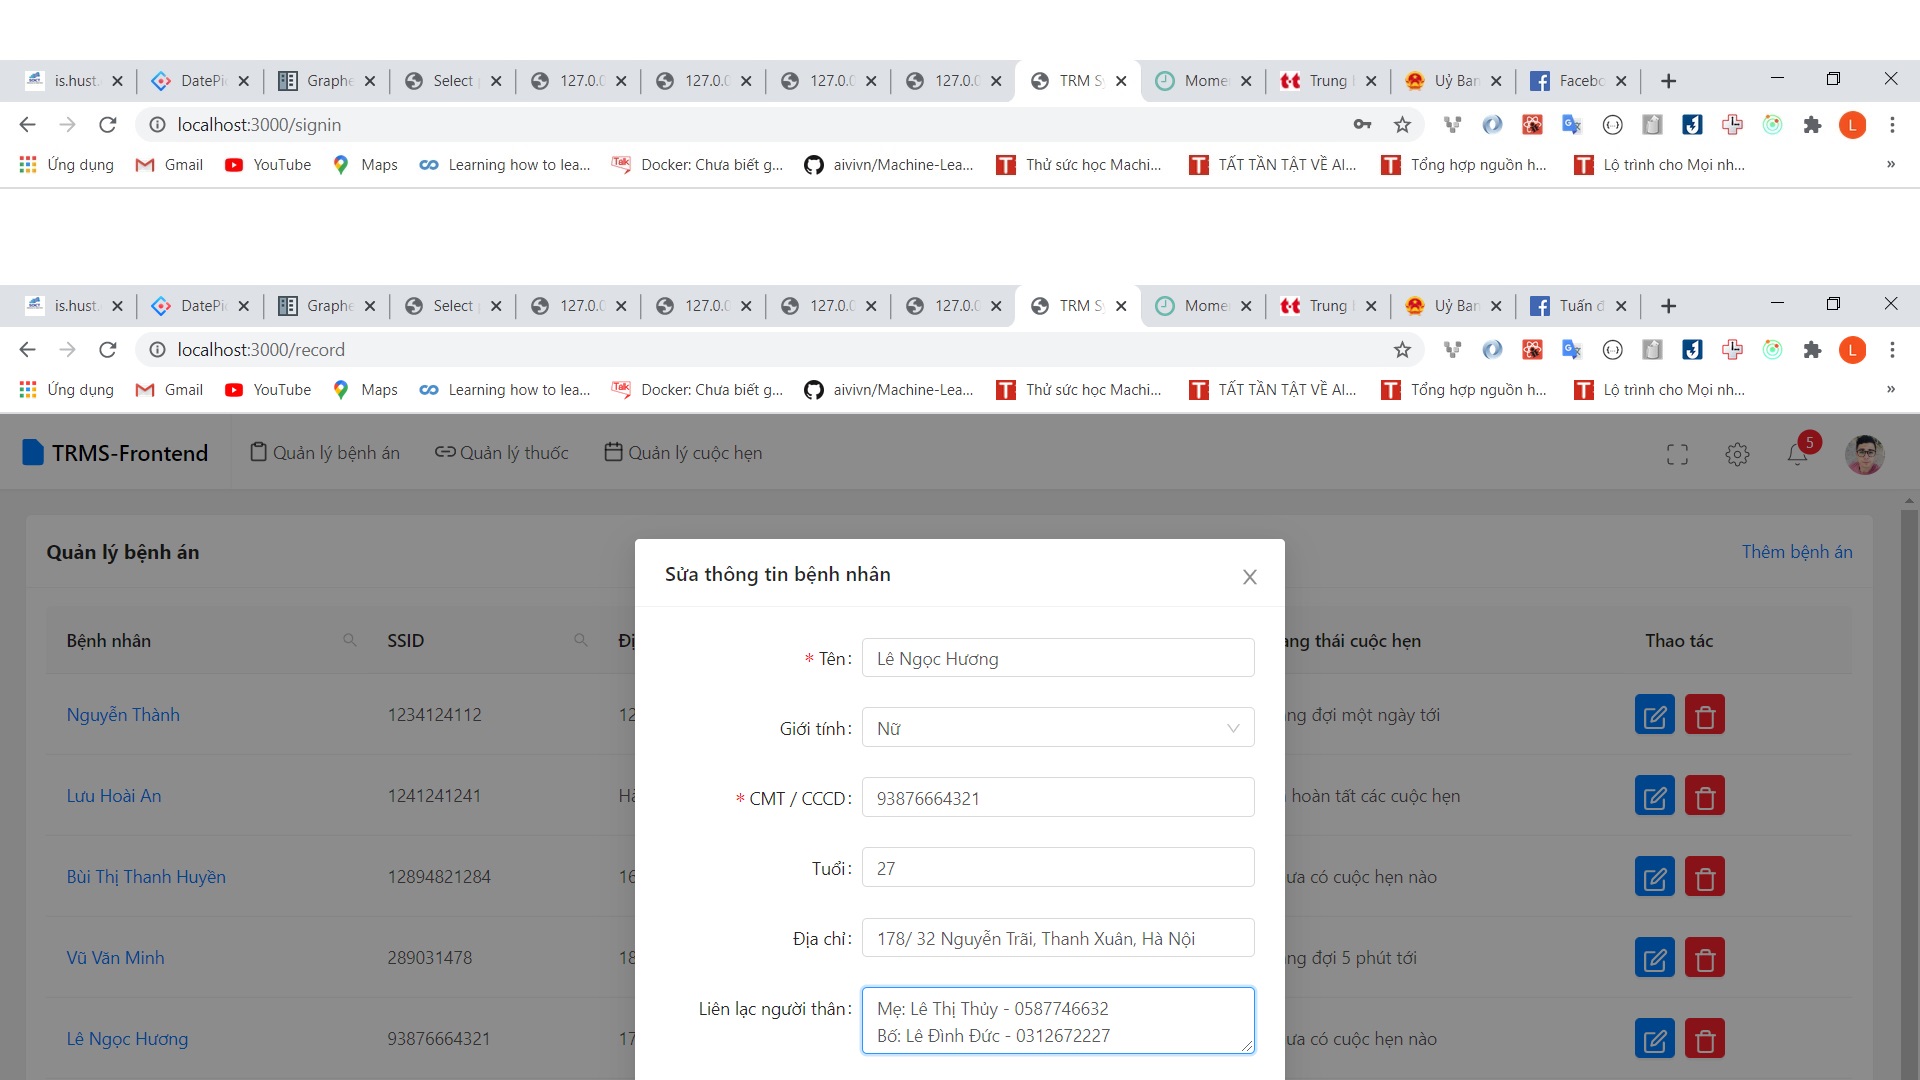 is.hust. DatePic Graphe Select 127.0.0 127.0.0 127.0.0 127.0.0 TRM S Mome Trung Uỷ Ban Facebo
localhost:3000/signin
Ứng dụng Gmail YouTube Maps Learning how to lea... Docker: Chưa biết g... aivivn/Machine-Lea... Thử sức học Machi... TẤT TẦN TẬT VỀ AI... Tổng hợp nguồn h... Lộ trình cho Mọi nh... »
is.hust. DatePic Graphe Select 127.0.0 127.0.0 127.0.0 127.0.0 TRM S Mome Trung Uỷ Ban Tuấn đ
localhost:3000/record
Ứng dụng Gmail YouTube Maps Learning how to lea... Docker: Chưa biết g... aivivn/Machine-Lea... Thử sức học Machi... TẤT TẦN TẬT VỀ AI... Tổng hợp nguồn h... Lộ trình cho Mọi nh... »
TRMS-Frontend Quản lý bệnh án Quản lý thuốc Quản lý cuộc hẹn 5
Quản lý bệnh án Thêm bệnh án
Sửa thông tin bệnh nhân
Bệnh nhân SSID Đị ang thái cuộc hẹn Thao tác
* Tên: Lê Ngọc Hương
Nguyễn Thành 1234124112 12 ng đợi một ngày tới
Giới tính: Nữ
Lưu Hoài An 1241241241 Hà hoàn tất các cuộc hẹn
* CMT / CCCD: 93876664321
Tuổi: 27
Bùi Thị Thanh Huyền 12894821284 16 ưa có cuộc hẹn nào
Địa chỉ: 178/ 32 Nguyễn Trãi, Thanh Xuân, Hà Nội
Vũ Văn Minh 289031478 18 ng đợi 5 phút tới
Liên lạc người thân: Mẹ: Lê Thị Thủy - 0587746632
Bố: Lê Đình Đức - 0312672227
Lê Ngọc Hương 93876664321 17 ưa có cuộc hẹn nào